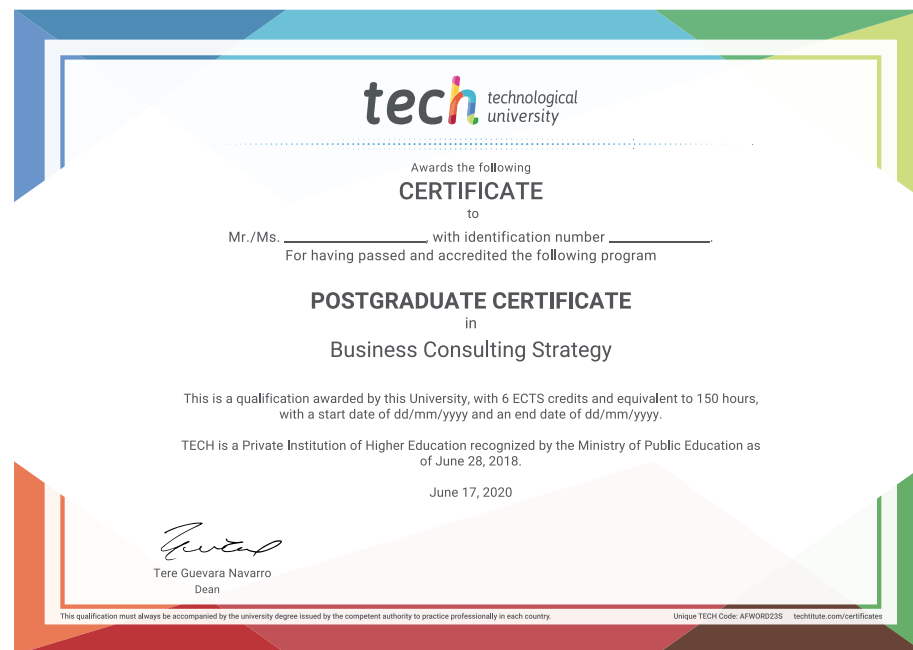 tech technological
university
Awards the following
CERTIFICATE
to
Mr./Ms. ____________________, with identification number ______________.
For having passed and accredited the following program
POSTGRADUATE CERTIFICATE
in
Business Consulting Strategy
This is a qualification awarded by this University, with 6 ECTS credits and equivalent to 150 hours,
with a start date of dd/mm/yyyy and an end date of dd/mm/yyyy.
TECH is a Private Institution of Higher Education recognized by the Ministry of Public Education as
of June 28, 2018.
June 17, 2020
Tere Guevara Navarro
Dean
This qualification must always be accompanied by the university degree issued by the competent authority to practice professionally in each country. Unique TECH Code: AFWORD23S techtitute.com/certificates